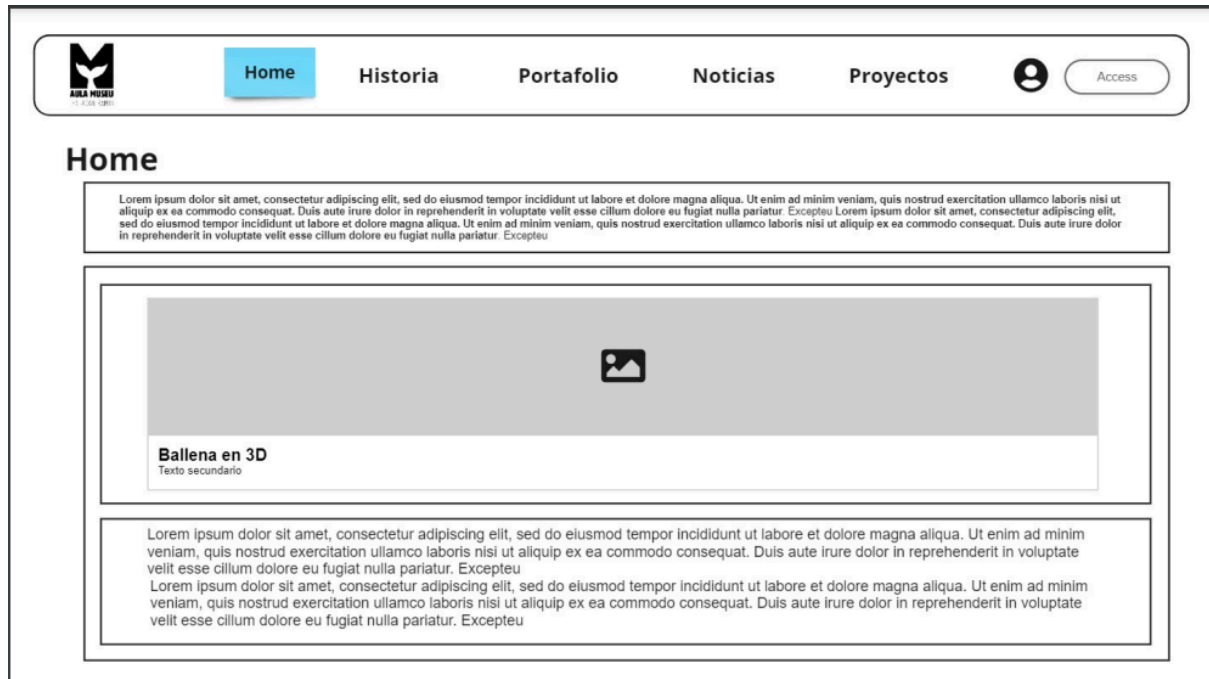 AULA MUSEU
Home
Historia
Portafolio
Noticias
Proyectos
Access
Home
Lorem ipsum dolor sit amet, consectetur adipiscing elit, sed do eiusmod tempor incididunt ut labore et dolore magna aliqua. Ut enim ad minim veniam, quis nostrud exercitation ullamco laboris nisi ut
aliquip ex ea commodo consequat. Duis aute irure dolor in reprehenderit in voluptate velit esse cillum dolore eu fugiat nulla pariatur. Excepteu Lorem ipsum dolor sit amet, consectetur adipiscing elit,
sed do eiusmod tempor incididunt ut labore et dolore magna aliqua. Ut enim ad minim veniam, quis nostrud exercitation ullamco laboris nisi ut aliquip ex ea commodo consequat. Duis aute irure dolor
in reprehenderit in voluptate velit esse cillum dolore eu fugiat nulla pariatur. Excepteu
Ballena en 3D
Texto secundario
Lorem ipsum dolor sit amet, consectetur adipiscing elit, sed do eiusmod tempor incididunt ut labore et dolore magna aliqua. Ut enim ad minim
veniam, quis nostrud exercitation ullamco laboris nisi ut aliquip ex ea commodo consequat. Duis aute irure dolor in reprehenderit in voluptate
velit esse cillum dolore eu fugiat nulla pariatur. Excepteu
Lorem ipsum dolor sit amet, consectetur adipiscing elit, sed do eiusmod tempor incididunt ut labore et dolore magna aliqua. Ut enim ad minim
veniam, quis nostrud exercitation ullamco laboris nisi ut aliquip ex ea commodo consequat. Duis aute irure dolor in reprehenderit in voluptate
velit esse cillum dolore eu fugiat nulla pariatur. Excepteu